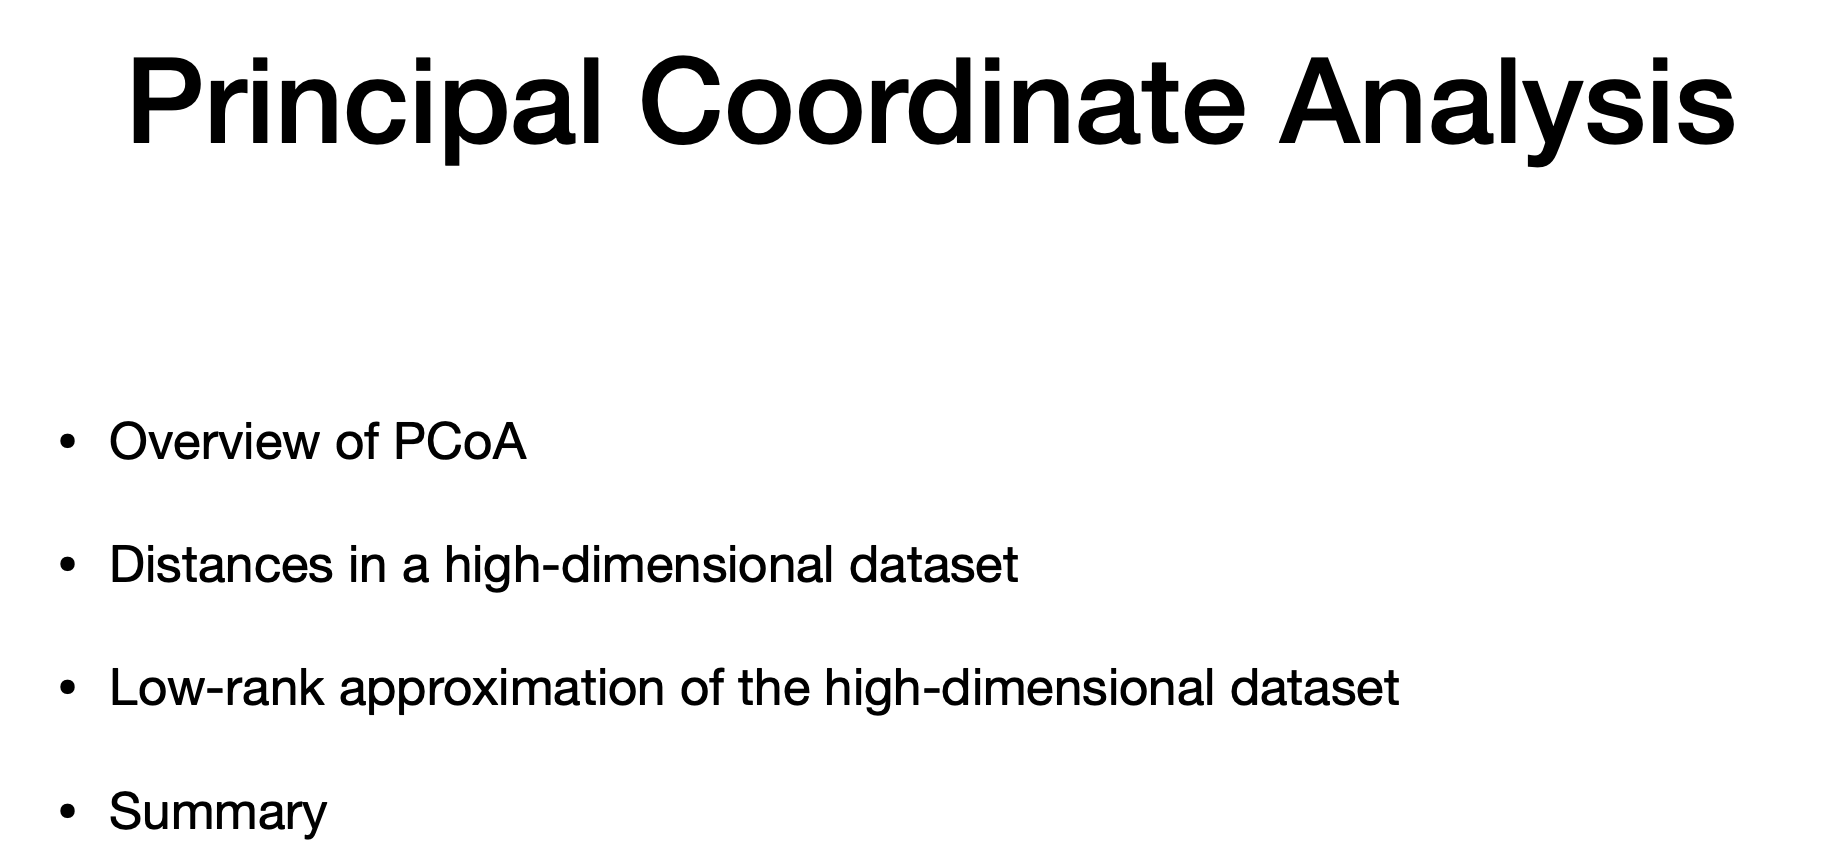 Principal Coordinate Analysis
• Overview of PCoA
• Distances in a high-dimensional dataset
• Low-rank approximation of the high-dimensional dataset
• Summary